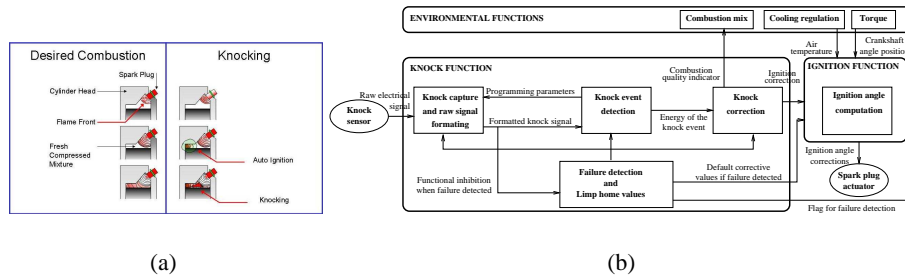 Desired Combustion
Knocking
Spark Plug
Cylinder Head
Flame Front
Fresh
Compressed
Mixture
Auto Ignition
Knocking
(a)
ENVIRONMENTAL FUNCTIONS
Combustion mix
Cooling regulation
Torque
Air
temperature
Crankshaft
angle position
KNOCK FUNCTION
Combustion
quality indicator
Ignition
correction
IGNITION FUNCTION
Raw electrical
signal
Knock
sensor
Knock capture
and raw signal
formating
Programming parameters
Formatted knock signal
Knock event
detection
Energy of the
knock event
Knock
correction
Ignition angle
computation
Functional inhibition
when failure detected
Failure detection
and
Limp home values
Default corrective
values if failure detected
Ignition angle
corrections
Spark plug
actuator
Flag for failure detection
(b)